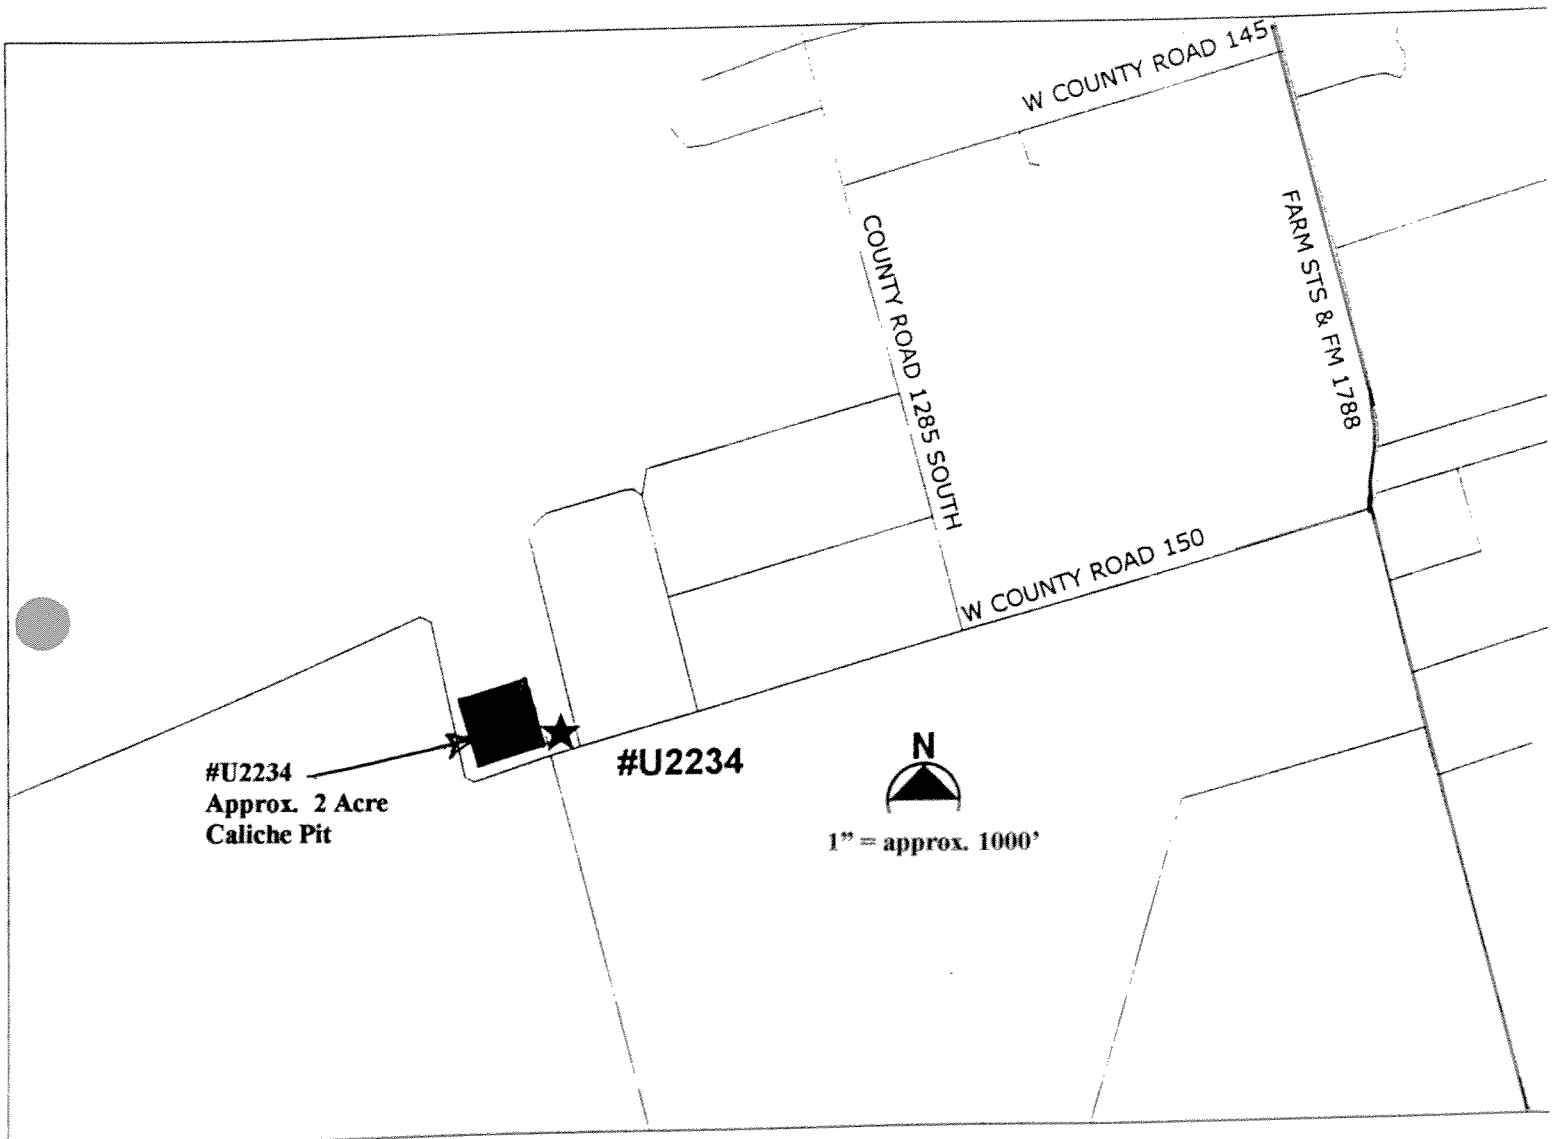 W COUNTY ROAD 145
COUNTY ROAD 1285 SOUTH
FARM STS & FM 1788
W COUNTY ROAD 150
#U2234
Approx. 2 Acre
Caliche Pit
#U2234
N
1” = approx. 1000’